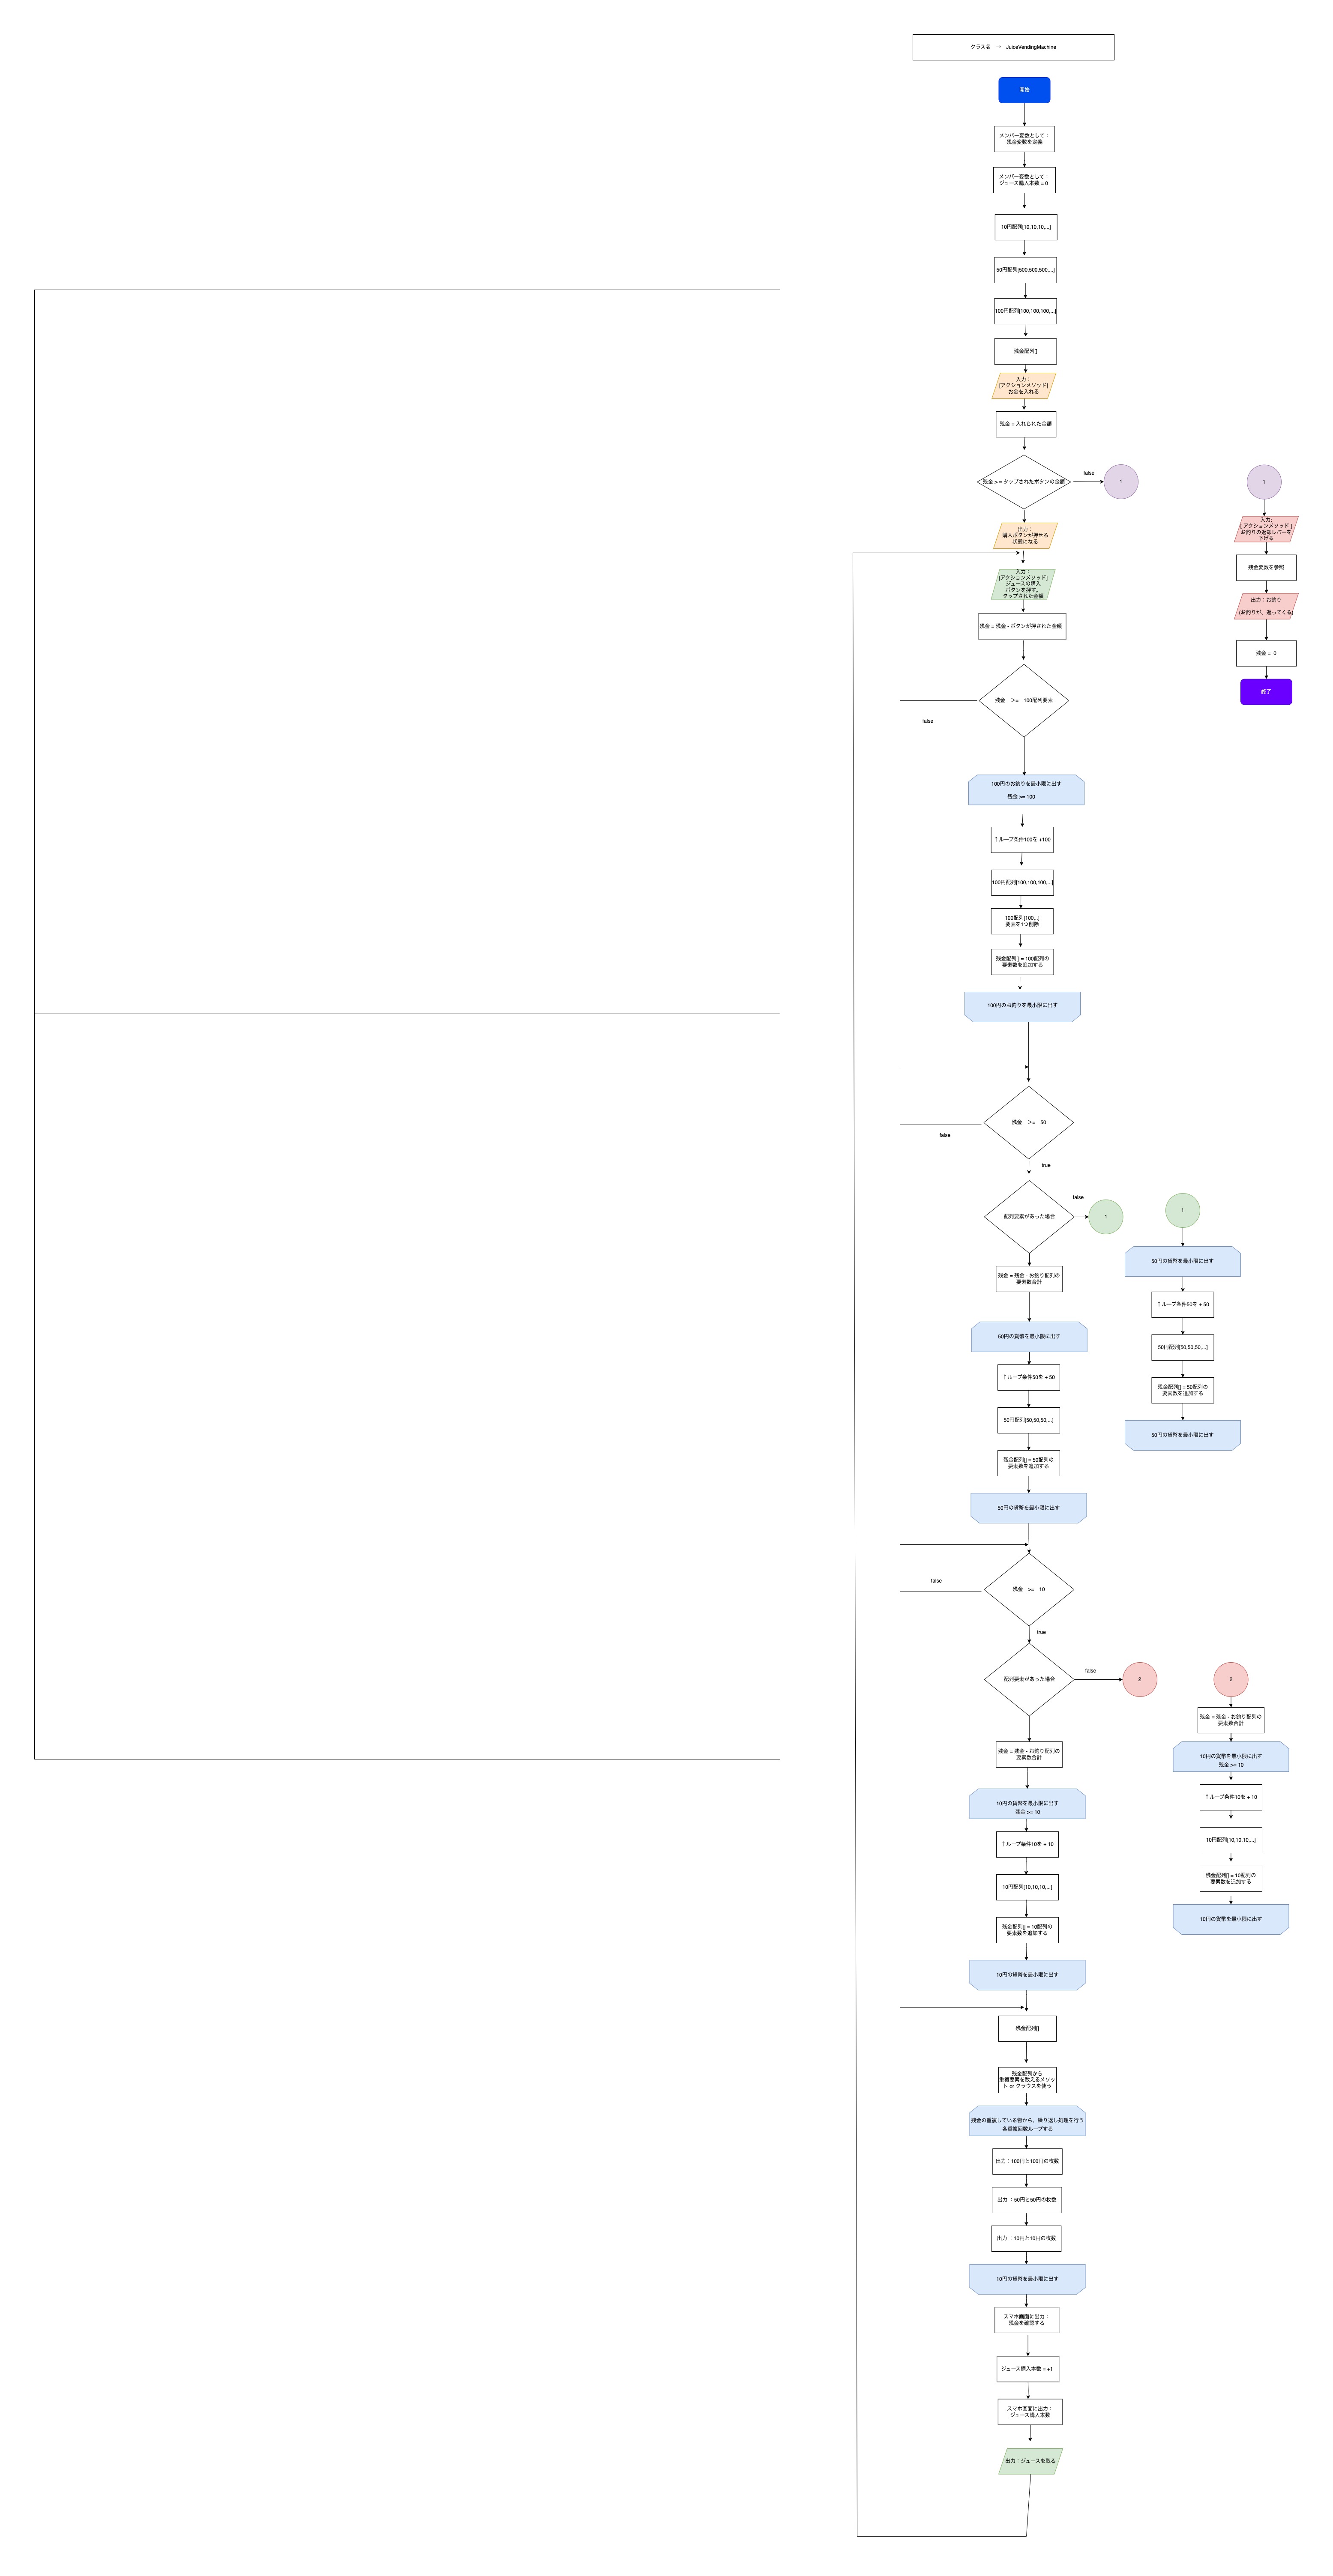 クラス名　→　JuiceVendingMachine
開始
メンバー変数として：
残金変数を定義
メンバー変数として：
ジュース購入本数 = 0
10円配列[10,10,10,...]
50円配列[500,500,500,...]
100円配列[100,100,100,...]
残金配列[]
入力：
[アクションメソッド]
お金を入れる
残金 = 入れられた金額
残金 > = タップされたボタンの金額
false
1
出力：
購入ボタンが押せる
状態になる
入力：
[アクションメソッド]
ジュースの購入
ボタンを押す。
タップされた金額
残金 = 残金 - ボタンが押された金額
残金　＞=　100配列要素
false
100円のお釣りを最小限に出す
残金 >= 100
↑ループ条件100を +100
100円配列[100,100,100,...]
100配列[100,..]
要素を1つ削除
残金配列[] = 100配列の
要素数を追加する
100円のお釣りを最小限に出す
残金　＞=　50
false
true
配列要素があった場合
false
1
残金 = 残金 - お釣り配列の
要素数合計
50円の貨幣を最小限に出す
↑ループ条件50を + 50
50円配列[50,50,50,...]
残金配列[] = 50配列の
要素数を追加する
50円の貨幣を最小限に出す
残金　>=　10
false
true
配列要素があった場合
false
2
残金 = 残金 - お釣り配列の
要素数合計
10円の貨幣を最小限に出す
残金 >= 10
↑ループ条件10を + 10
10円配列[10,10,10,...]
残金配列[] = 10配列の
要素数を追加する
10円の貨幣を最小限に出す
残金配列[]
残金配列から
重複要素を数えるメソッ
ト or クラウスを使う
残金の重複している物から、繰り返し処理を行う
各重複回数ループする
出力：100円と100円の枚数
出力 ：50円と50円の枚数
出力 ：10円と10円の枚数
10円の貨幣を最小限に出す
スマホ画面に出力：
残金を確認する
ジュース購入本数 = +1
スマホ画面に出力：
ジュース購入本数
出力：ジュースを取る
1
入力:
[ アクションメソッド ]
お釣りの返却レバーを
下げる
残金変数を参照
出力：お釣り
(お釣りが、返ってくる)
残金 =  0
終了
1
50円の貨幣を最小限に出す
↑ループ条件50を + 50
50円配列[50,50,50,...]
残金配列[] = 50配列の
要素数を追加する
50円の貨幣を最小限に出す
2
残金 = 残金 - お釣り配列の
要素数合計
10円の貨幣を最小限に出す
残金 >= 10
↑ループ条件10を + 10
10円配列[10,10,10,...]
残金配列[] = 10配列の
要素数を追加する
10円の貨幣を最小限に出す